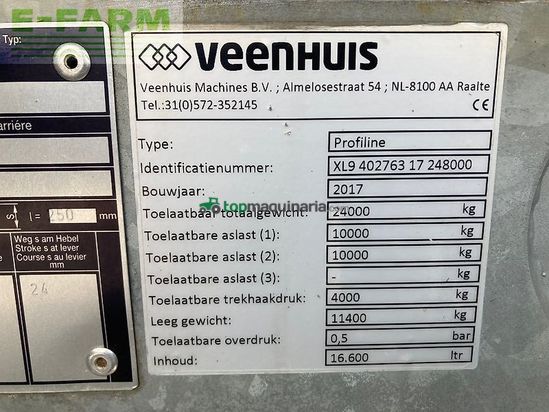 E-FARM
Typ:
arriére
s l = 250 mm
Weg s am Hebel
Stroke s at lever
Course s au levier
mm
24
VEENHUIS
Veenhuis Machines B.V. ; Almelosestraat 54 ; NL-8100 AA Raalte
Tel.:31(0)572-352145 CE
Type: Profiline
Identificatienummer: XL9 402763 17 248000
Bouwjaar: 2017
Toelaatbaar totaalgewicht: 24000 kg
topmaquinaria.com
Toelaatbare aslast (1): 10000 kg
Toelaatbare aslast (2): 10000 kg
Toelaatbare aslast (3): - kg
Toelaatbare trekhaakdruk: 4000 kg
Leeg gewicht: 11400 kg
Toelaatbare overdruk: 0,5 bar
Inhoud: 16.600 ltr